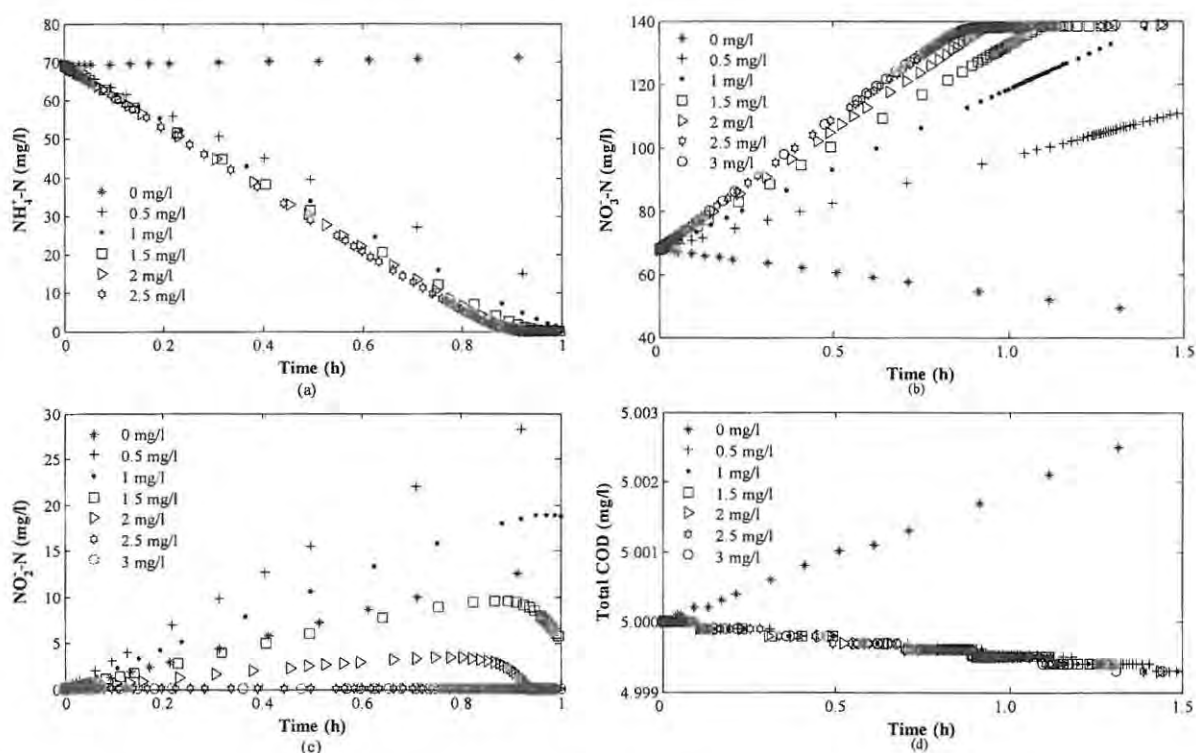 80
70
60
50
40
30
20
10
0
NH₄⁺-N (mg/l)
0 mg/l
0.5 mg/l
1 mg/l
1.5 mg/l
2 mg/l
2.5 mg/l
0 0.2 0.4 0.6 0.8 1
Time (h)
(a)
140
120
100
80
60
40
NO₃⁻-N (mg/l)
0 mg/l
0.5 mg/l
1 mg/l
1.5 mg/l
2 mg/l
2.5 mg/l
3 mg/l
0 0.5 1.0 1.5
Time (h)
(b)
30
25
20
15
10
5
0
NO₂⁻-N (mg/l)
0 mg/l
0.5 mg/l
1 mg/l
1 5 mg/l
2 mg/l
2.5 mg/l
3 mg/l
0 0.2 0.4 0.6 0.8 1
Time (h)
(c)
5.003
5.002
5.001
5.000
4.999
Total COD (mg/l)
0 mg/l
0.5 mg/l
1 mg/l
1.5 mg/l
2 mg/l
2.5 mg/l
3 mg/l
0 0.5 1.0 1.5
Time (h)
(d)